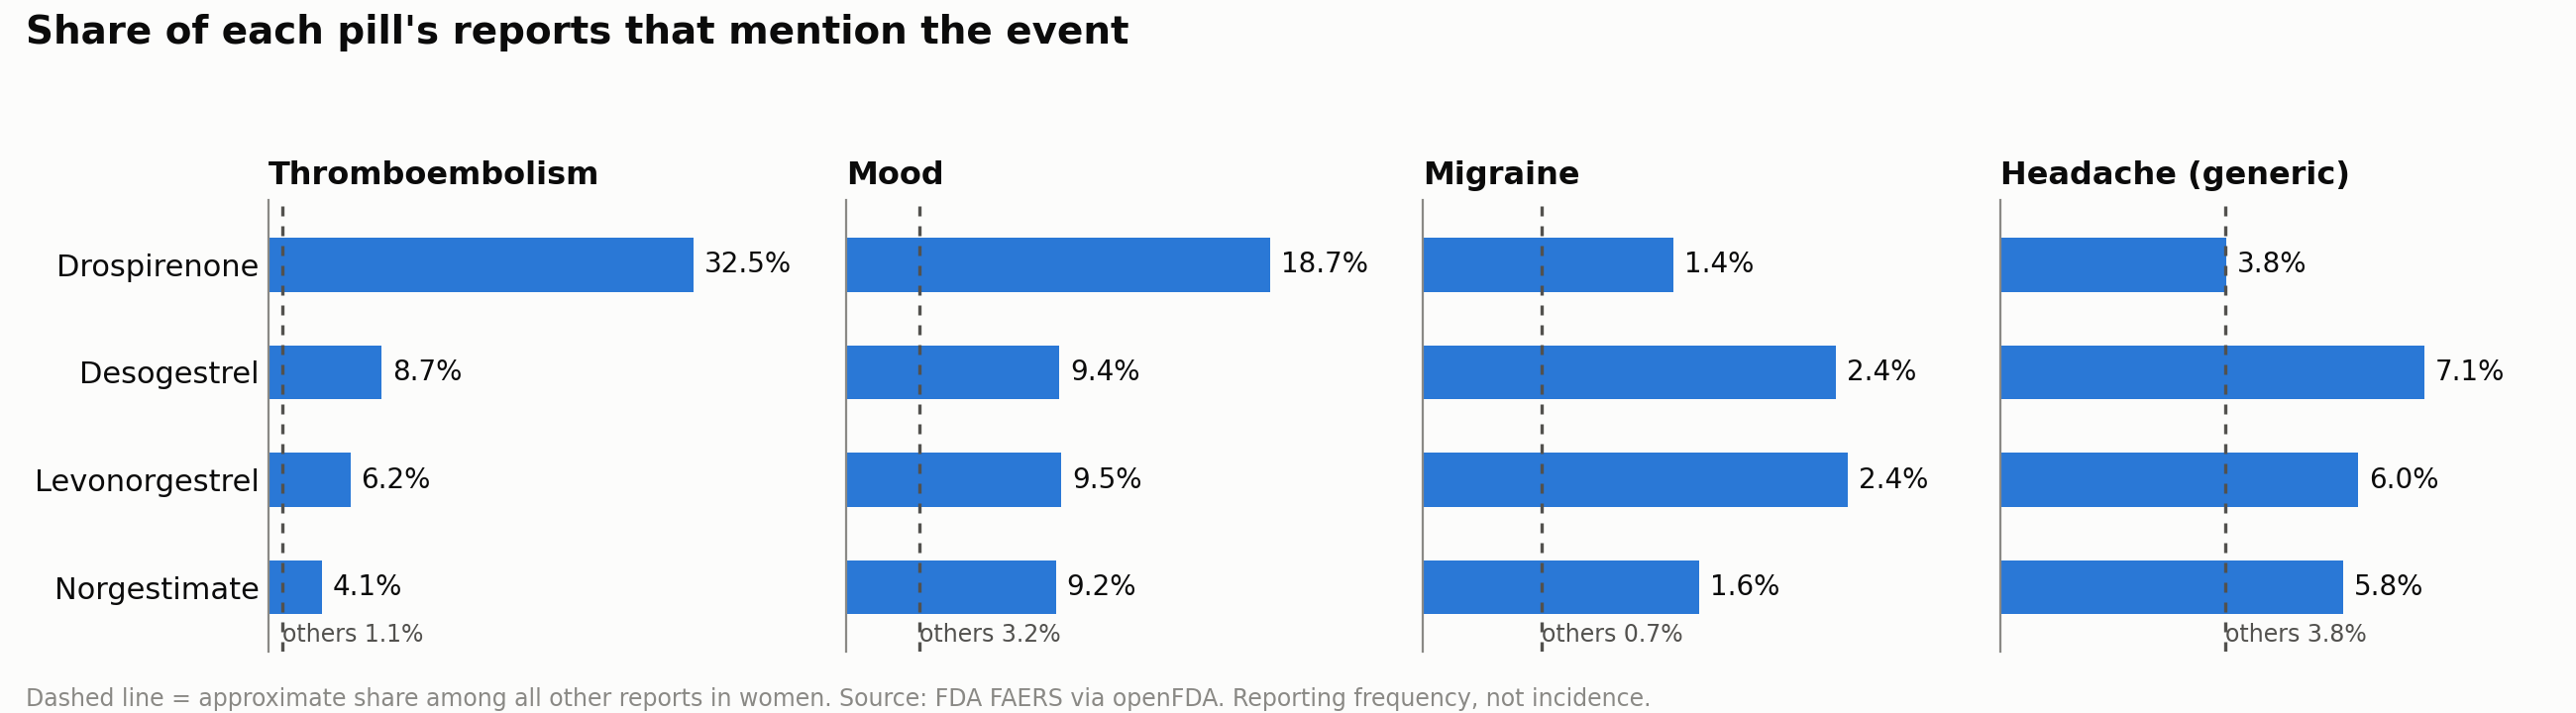 Share of each pill's reports that mention the event
Thromboembolism
Mood
Migraine
Headache (generic)
Drospirenone
32.5%
18.7%
1.4%
3.8%
Desogestrel
8.7%
9.4%
2.4%
7.1%
Levonorgestrel
6.2%
9.5%
2.4%
6.0%
Norgestimate
4.1%
9.2%
1.6%
5.8%
others 1.1%
others 3.2%
others 0.7%
others 3.8%
Dashed line = approximate share among all other reports in women. Source: FDA FAERS via openFDA. Reporting frequency, not incidence.